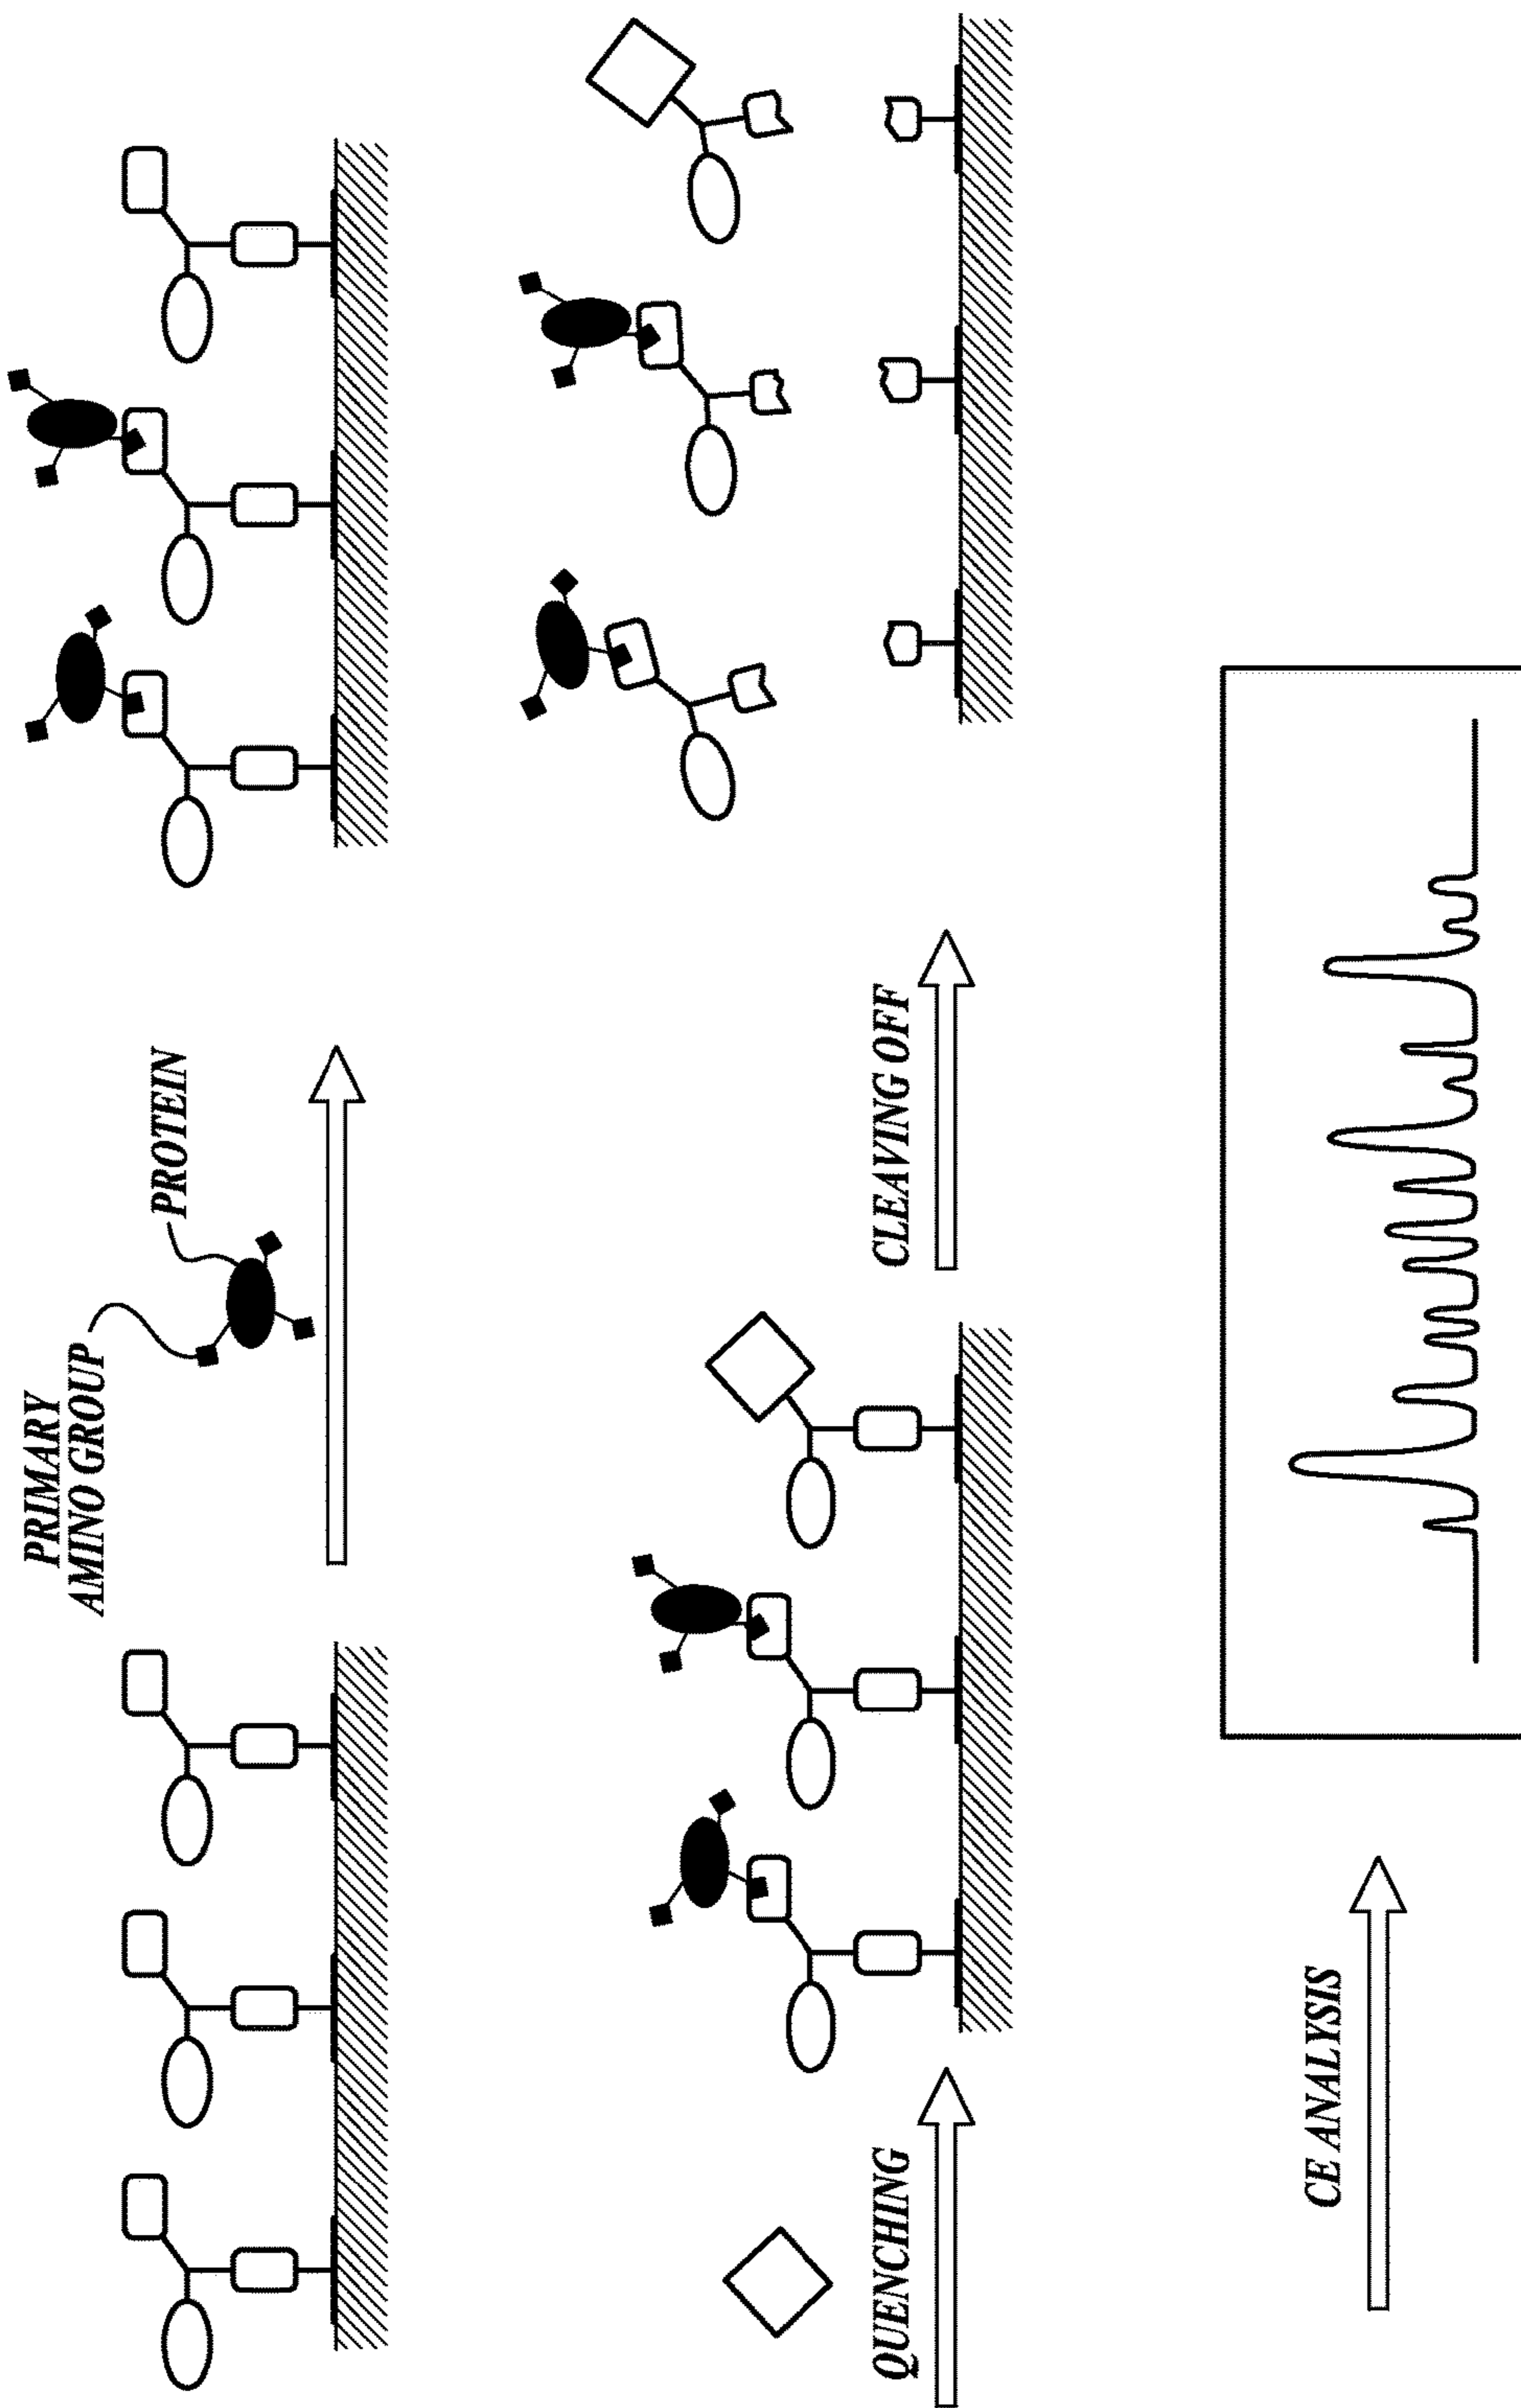 PRIMARY
AMINO GROUP
PROTEIN
QUENCHING
CLEAVING OFF
CE ANALYSIS